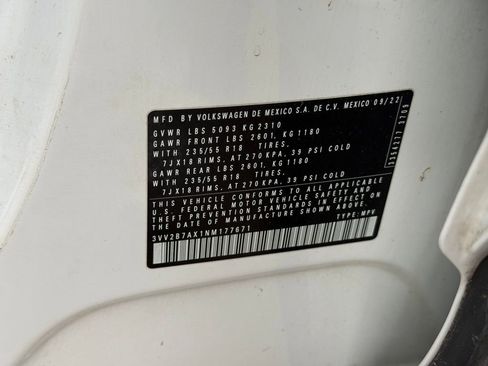 MFD BY VOLKSWAGEN DE MEXICO S.A. DE C.V. MEXICO 09/22
GVWR LBS 5093 KG 2310
GAWR FRONT LBS 2601, KG 1180
WITH 235/55 R18 TIRES,
7JX18 RIMS, AT 270 KPA, 39 PSI COLD
GAWR REAR LBS 2601, KG 1180
WITH 235/55 R18 TIRES,
7JX18 RIMS, AT 270 KPA, 39 PSI COLD
THIS VEHICLE CONFORMS TO ALL APPLICABLE
U.S. FEDERAL MOTOR VEHICLE SAFETY AND
THEFT PREVENTION STANDARDS IN EFFECT ON
THE DATE OF MANUFACTURE SHOWN ABOVE
3VV2B7AX1NM177671 TYPE: MPV